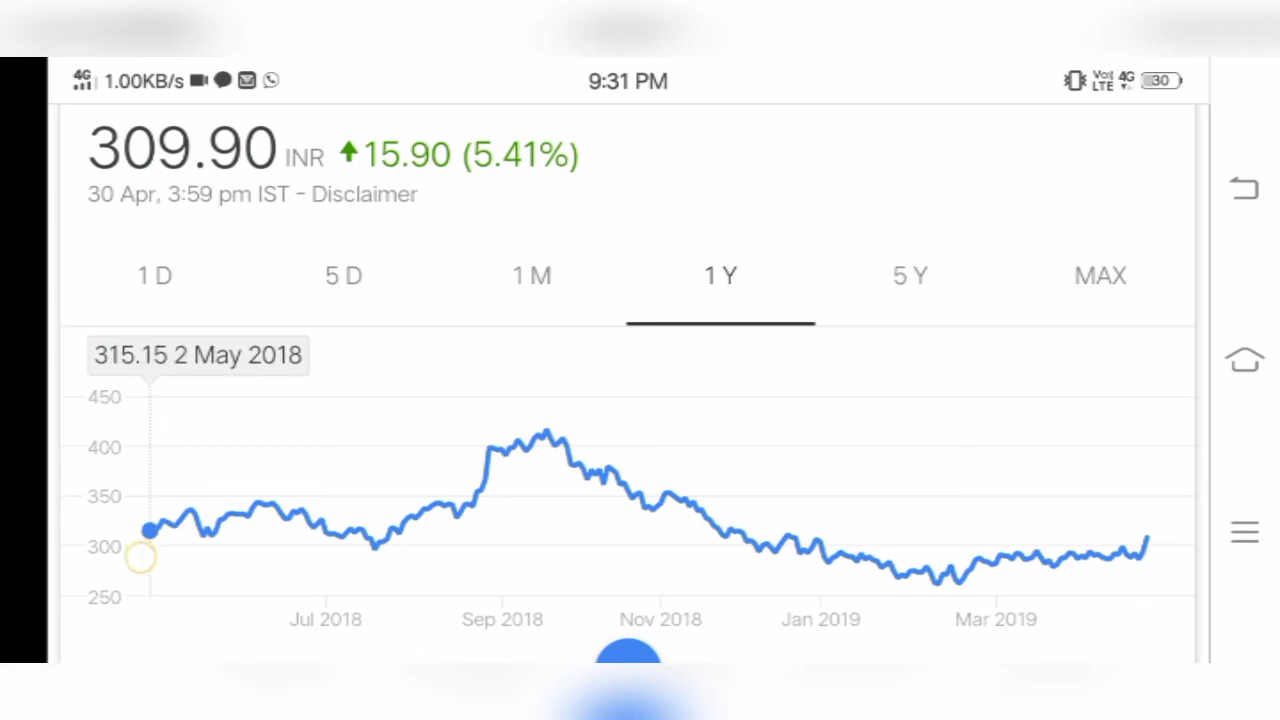 4G 1.00KB/s 9:31 PM Vo) LTE 4G 30
309.90 INR 15.90 (5.41%)
30 Apr, 3:59 pm IST - Disclaimer
1 D 5 D 1 M 1 Y 5 Y MAX
315.15 2 May 2018
450
400
350
300
250
Jul 2018 Sep 2018 Nov 2018 Jan 2019 Mar 2019